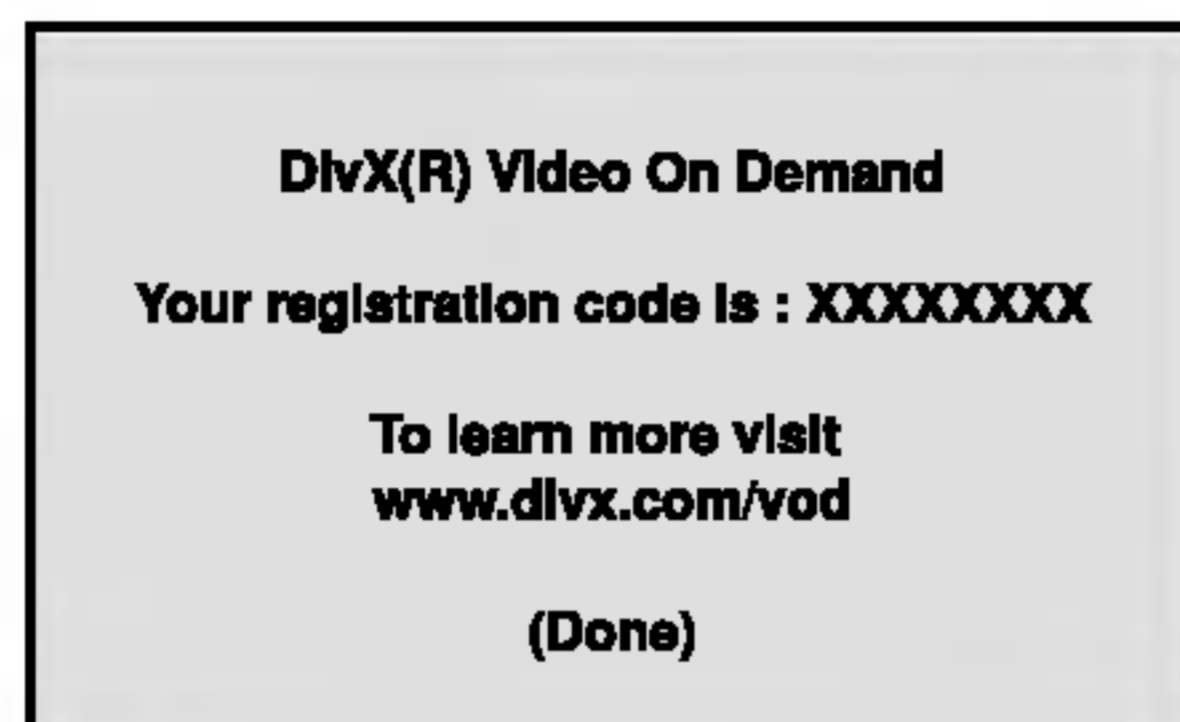 DivX(R) Video On Demand
Your registration code is : XXXXXXXX
To learn more visit
www.divx.com/vod
(Done)